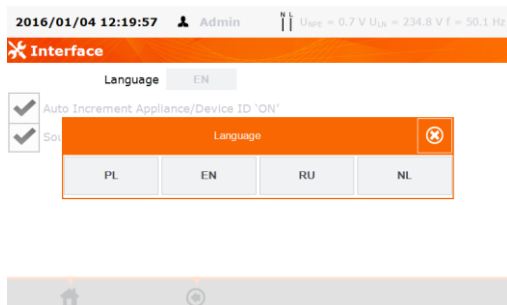 2016/01/04 12:19:57 Admin N L U_NPE = 0.7 V U_LN = 234.8 V f = 50.1 Hz
Interface
Language EN
Auto Increment Appliance/Device ID 'ON'
Language
PL EN RU NL